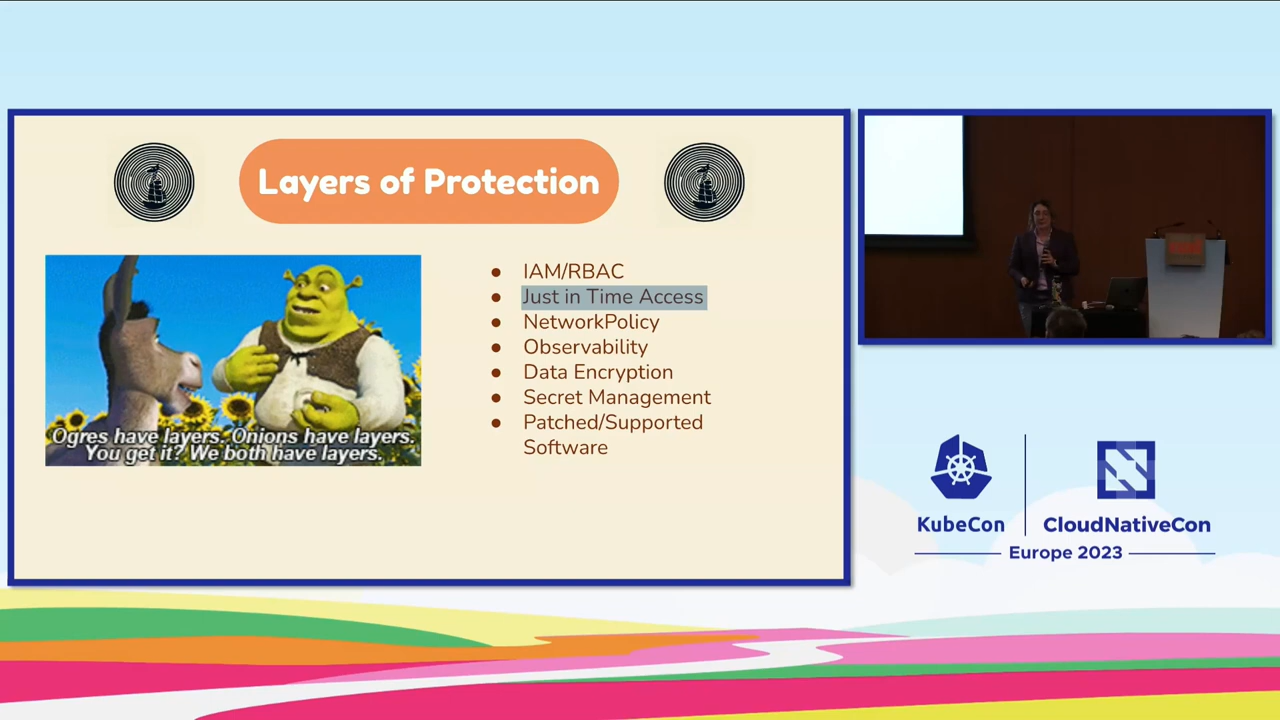 Layers of Protection
Ogres have layers. Onions have layers.
You get it? We both have layers.
● IAM/RBAC
● Just in Time Access
● NetworkPolicy
● Observability
● Data Encryption
● Secret Management
● Patched/Supported
Software
KubeCon
CloudNativeCon
Europe 2023